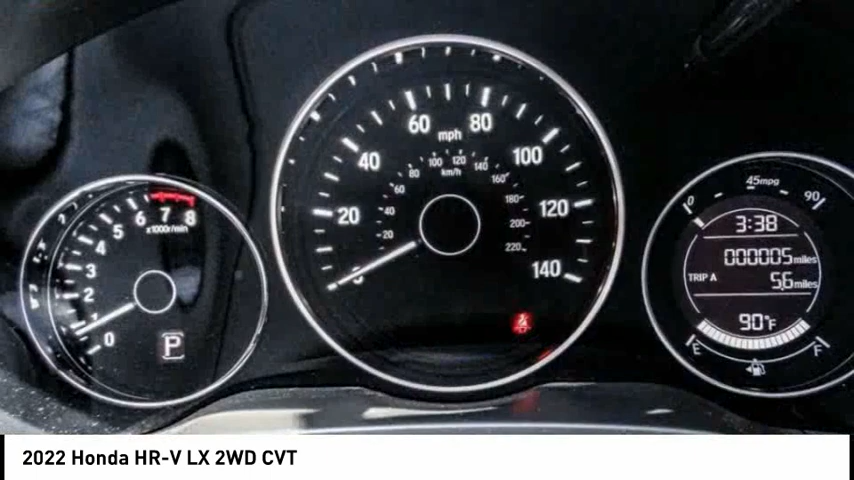 60 mph 80
40 100
20 120
0 140
20 40 60 80 100 120 140 160 180 200 220
km/h
0 1 2 3 4 5 6 7 8
x1000r/min
P
0 45mpg 90
3:38
000005 miles
TRIP A 5.6 miles
90°F
E F
2022 Honda HR-V LX 2WD CVT